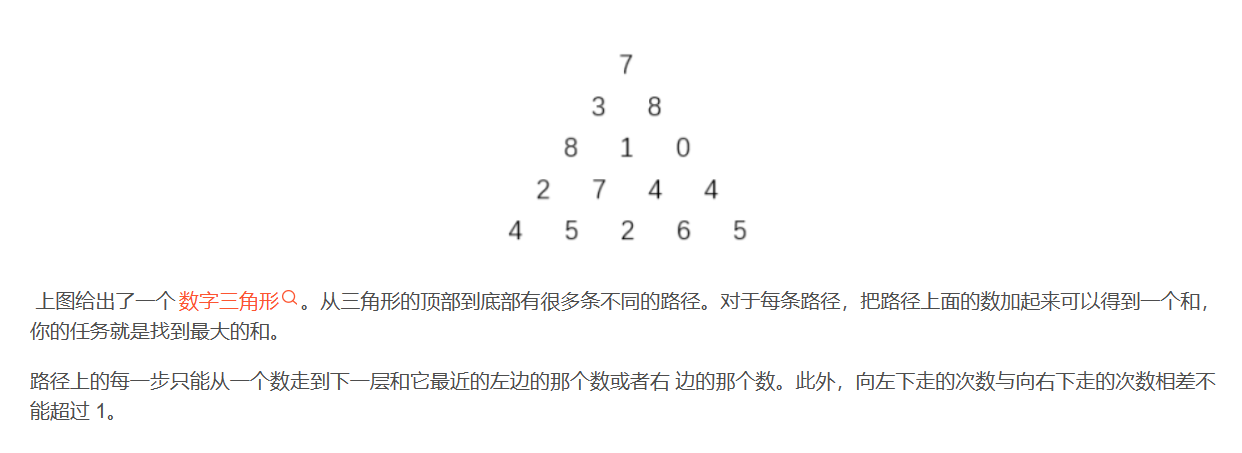 7
3 8
8 1 0
2 7 4 4
4 5 2 6 5
上图给出了一个数字三角形。从三角形的顶部到底部有很多条不同的路径。对于每条路径，把路径上面的数加起来可以得到一个和，
你的任务就是找到最大的和。
路径上的每一步只能从一个数走到下一层和它最近的左边的那个数或者右 边的那个数。此外，向左下走的次数与向右下走的次数相差不
能超过 1。